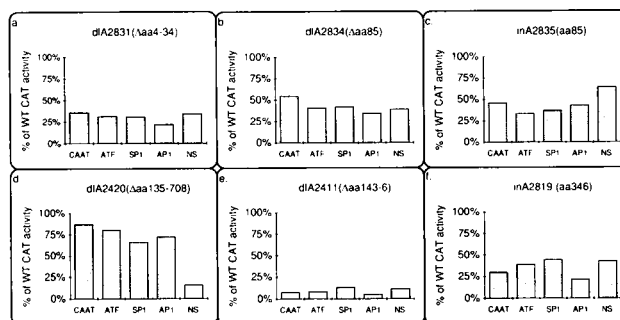 a
dlA2831(Δaa4-34)
% of WT CAT activity
100%
75%
50%
25%
0%
CAAT ATF SP1 AP1 NS
b
dlA2834(Δaa85)
% of WT CAT activity
100%
75%
50%
25%
0%
CAAT ATF SP1 AP1 NS
c.
inA2835(aa85)
% of WT CAT activity
100%
75%
50%
25%
0%
CAAT ATF SP1 AP1 NS
d
dlA2420(Δaa135-708)
% of WT CAT activity
100%
75%
50%
25%
0%
CAAT ATF SP1 AP1 NS
e.
dlA2411(Δaa143-6)
% of WT CAT activity
100%
75%
50%
25%
0%
CAAT ATF SP1 AP1 NS
f.
inA2819 (aa346)
% of WT CAT activity
100%
75%
50%
25%
0%
CAAT ATF SP1 AP1 NS